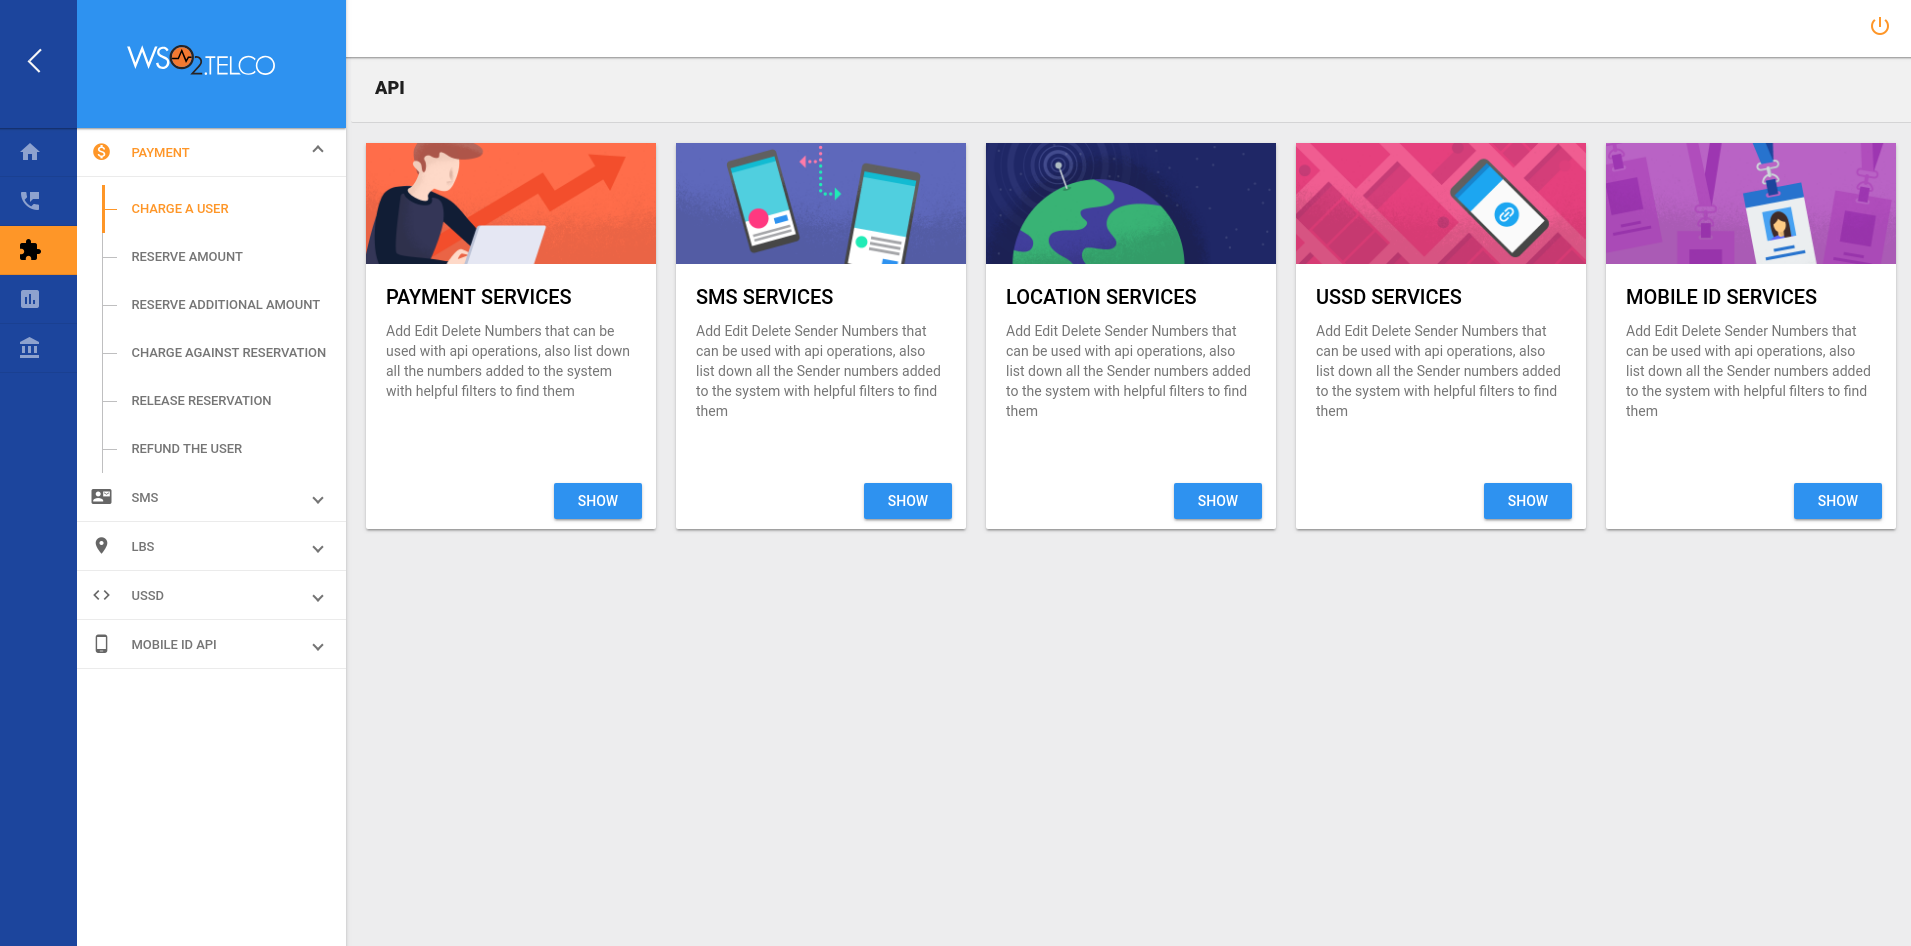 WSO2.TELCO
API
PAYMENT
CHARGE A USER
RESERVE AMOUNT
RESERVE ADDITIONAL AMOUNT
CHARGE AGAINST RESERVATION
RELEASE RESERVATION
REFUND THE USER
SMS
LBS
USSD
MOBILE ID API
PAYMENT SERVICES
Add Edit Delete Numbers that can be
used with api operations, also list down
all the numbers added to the system
with helpful filters to find them
SHOW
SMS SERVICES
Add Edit Delete Sender Numbers that
can be used with api operations, also
list down all the Sender numbers added
to the system with helpful filters to find
them
SHOW
LOCATION SERVICES
Add Edit Delete Sender Numbers that
can be used with api operations, also
list down all the Sender numbers added
to the system with helpful filters to find
them
SHOW
USSD SERVICES
Add Edit Delete Sender Numbers that
can be used with api operations, also
list down all the Sender numbers added
to the system with helpful filters to find
them
SHOW
MOBILE ID SERVICES
Add Edit Delete Sender Numbers that
can be used with api operations, also
list down all the Sender numbers added
to the system with helpful filters to find
them
SHOW